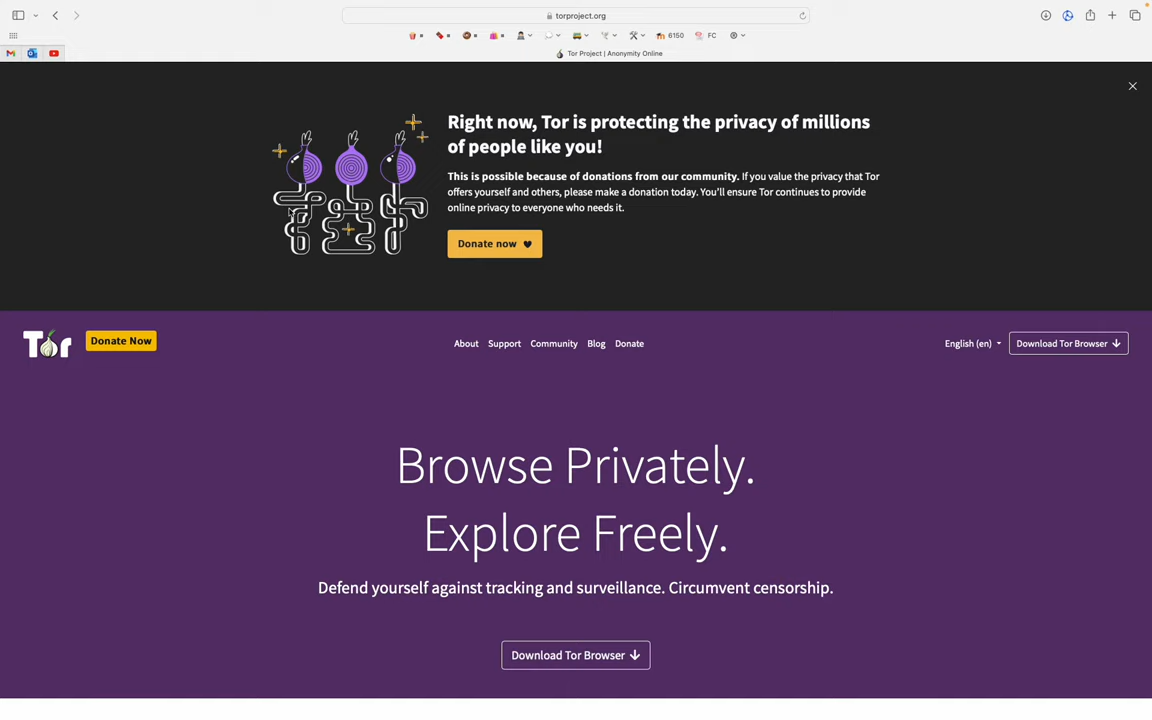 torproject.org
6150
FC
Tor Project | Anonymity Online
Right now, Tor is protecting the privacy of millions
of people like you!
This is possible because of donations from our community. If you value the privacy that Tor
offers yourself and others, please make a donation today. You'll ensure Tor continues to provide
online privacy to everyone who needs it.
Donate now
Tor
Donate Now
About
Support
Community
Blog
Donate
English (en)
Download Tor Browser
Browse Privately.
Explore Freely.
Defend yourself against tracking and surveillance. Circumvent censorship.
Download Tor Browser